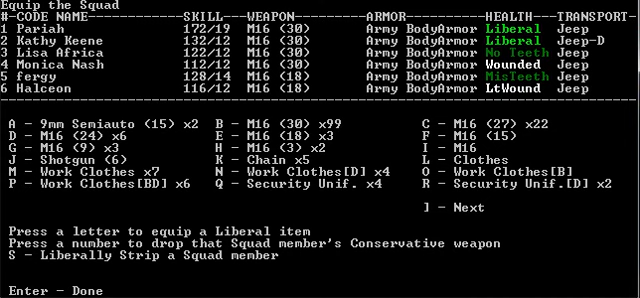 Equip the Squad
#-CODE NAME------------SKILL---WEAPON---------ARMOR---------HEALTH---TRANSPORT-
1 Pariah 172/19 M16 (30) Army BodyArmor Liberal Jeep
2 Kathy Keene 132/12 M16 (30) Army BodyArmor Liberal Jeep-D
3 Lisa Africa 122/12 M16 (30) Army BodyArmor No Teeth Jeep
4 Monica Nash 112/12 M16 (30) Army BodyArmor Wounded Jeep
5 fergy 128/14 M16 (18) Army BodyArmor MisTeeth Jeep
6 Halceon 116/12 M16 (30) Army BodyArmor LtWound Jeep
A - 9mm Semiauto (15) x2 B - M16 (30) x99 C - M16 (27) x22
D - M16 (24) x6 E - M16 (18) x3 F - M16 (15)
G - M16 (9) x3 H - M16 (3) x2 I - M16
J - Shotgun (6) K - Chain x5 L - Clothes
M - Work Clothes x7 N - Work Clothes[D] x4 O - Work Clothes[B]
P - Work Clothes[BD] x6 Q - Security Unif. x4 R - Security Unif.[D] x2
] - Next
Press a letter to equip a Liberal item
Press a number to drop that Squad member's Conservative weapon
S - Liberally Strip a Squad member
Enter - Done